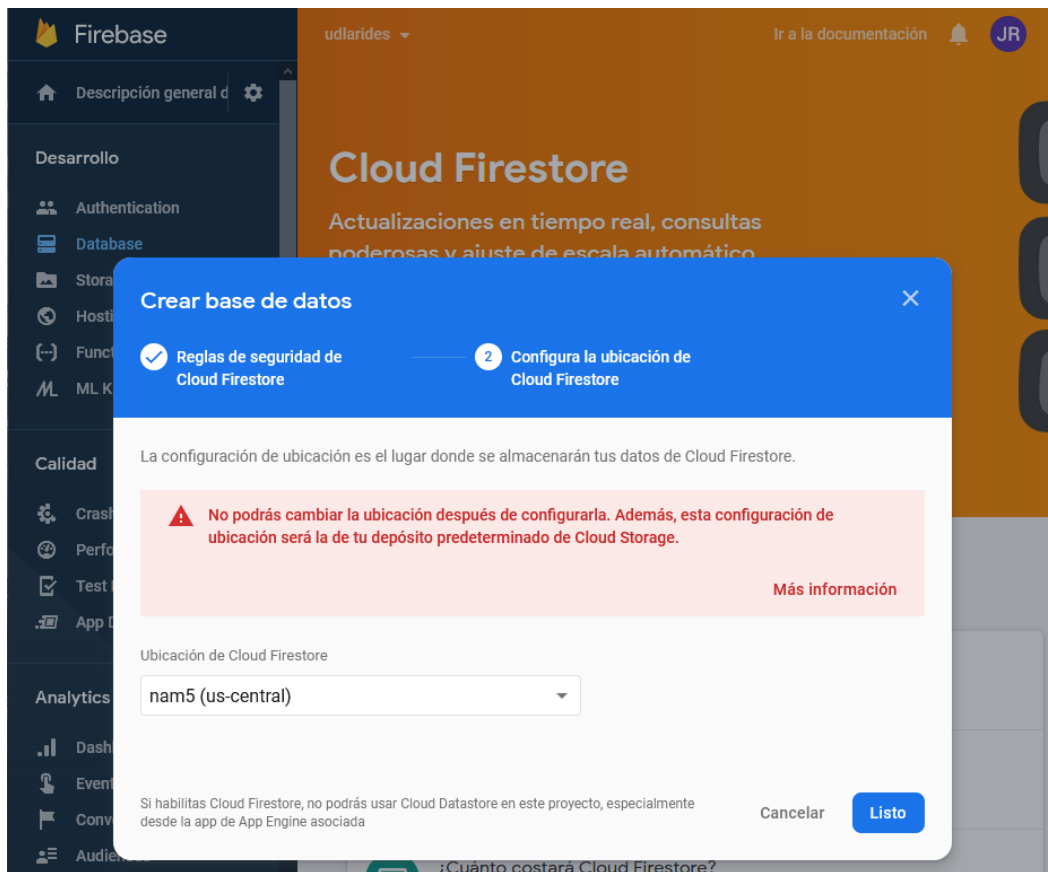 Firebase
udlarides
Ir a la documentación
JR
Descripción general d
Desarrollo
Authentication
Database
Stora
Hosti
Funct
ML K
Calidad
Crash
Perfo
Test
App D
Analytics
Dash
Event
Conv
Audien
Cloud Firestore
Actualizaciones en tiempo real, consultas
poderosas y ajuste de escala automático
Crear base de datos
Reglas de seguridad de
Cloud Firestore
2
Configura la ubicación de
Cloud Firestore
La configuración de ubicación es el lugar donde se almacenarán tus datos de Cloud Firestore.
No podrás cambiar la ubicación después de configurarla. Además, esta configuración de
ubicación será la de tu depósito predeterminado de Cloud Storage.
Más información
Ubicación de Cloud Firestore
nam5 (us-central)
Si habilitas Cloud Firestore, no podrás usar Cloud Datastore en este proyecto, especialmente
desde la app de App Engine asociada
Cancelar
Listo
¿Cuánto costará Cloud Firestore?